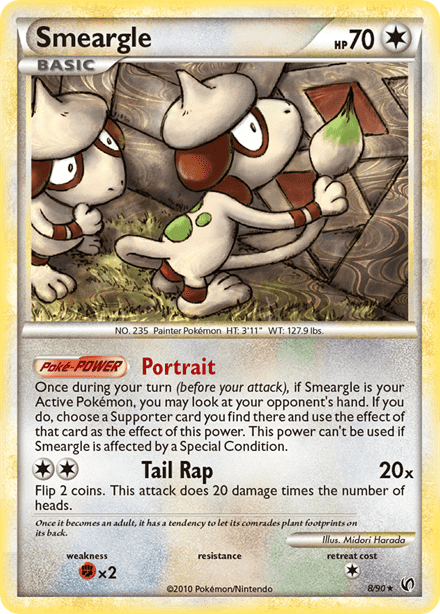 Smeargle HP 70
BASIC
NO. 235 Painter Pokémon HT: 3'11" WT: 127.9 lbs.
Poké-POWER Portrait
Once during your turn (before your attack), if Smeargle is your
Active Pokémon, you may look at your opponent's hand. If you
do, choose a Supporter card you find there and use the effect of
that card as the effect of this power. This power can't be used if
Smeargle is affected by a Special Condition.
Tail Rap 20x
Flip 2 coins. This attack does 20 damage times the number of
heads.
Once it becomes an adult, it has a tendency to let its comrades plant footprints on
its back.
Illus. Midori Harada
weakness resistance retreat cost
×2
©2010 Pokémon/Nintendo 8/90★